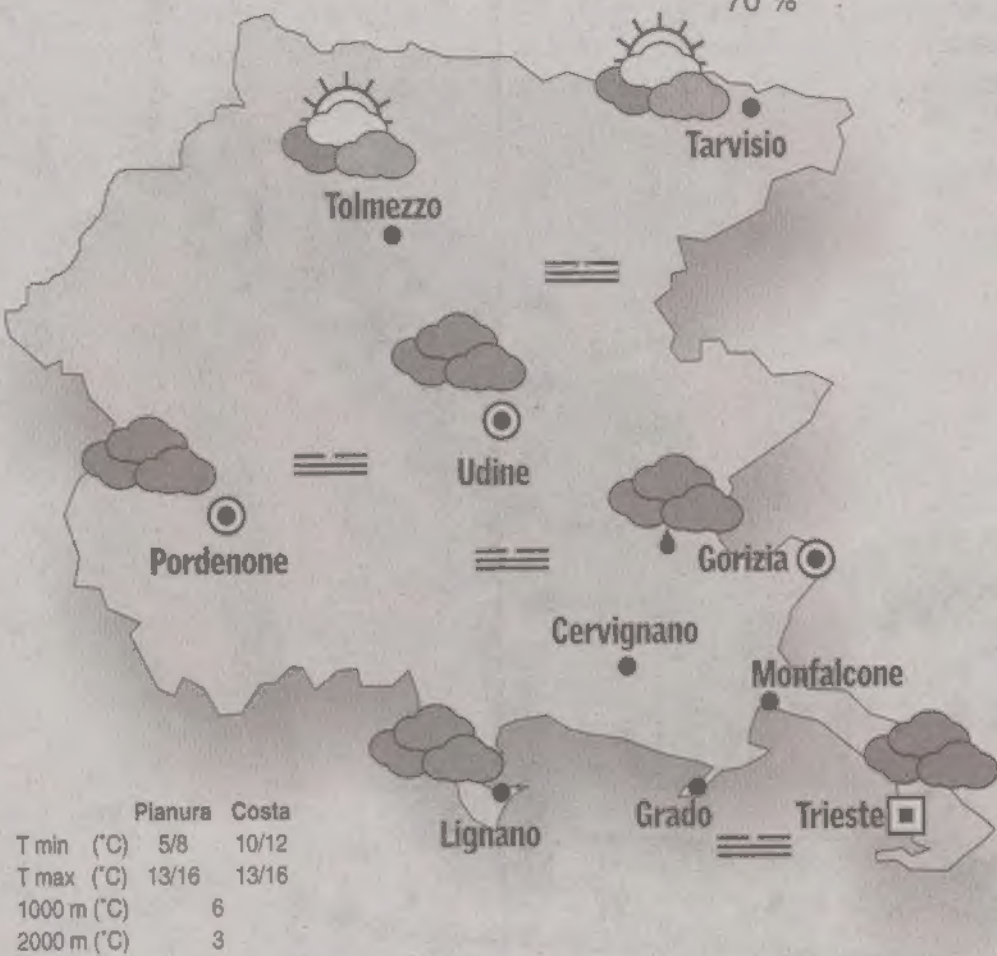 70 %
Tarvisio
Tolmezzo
Udine
Pordenone
Gorizia
Cervignano
Monfalcone
Lignano
Grado
Trieste
Pianura Costa
T min (°C) 5/8 10/12
T max (°C) 13/16 13/16
1000 m (°C) 6
2000 m (°C) 3